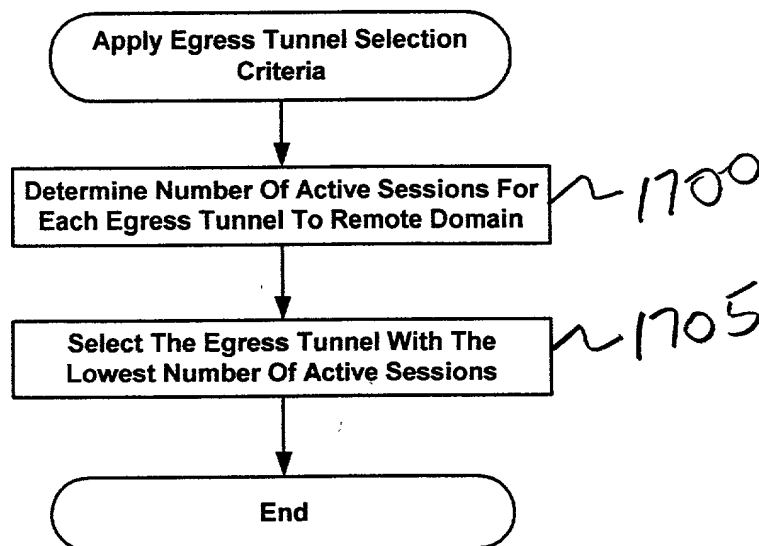 Apply Egress Tunnel Selection
Criteria
Determine Number Of Active Sessions For
Each Egress Tunnel To Remote Domain
1700
Select The Egress Tunnel With The
Lowest Number Of Active Sessions
1705
End